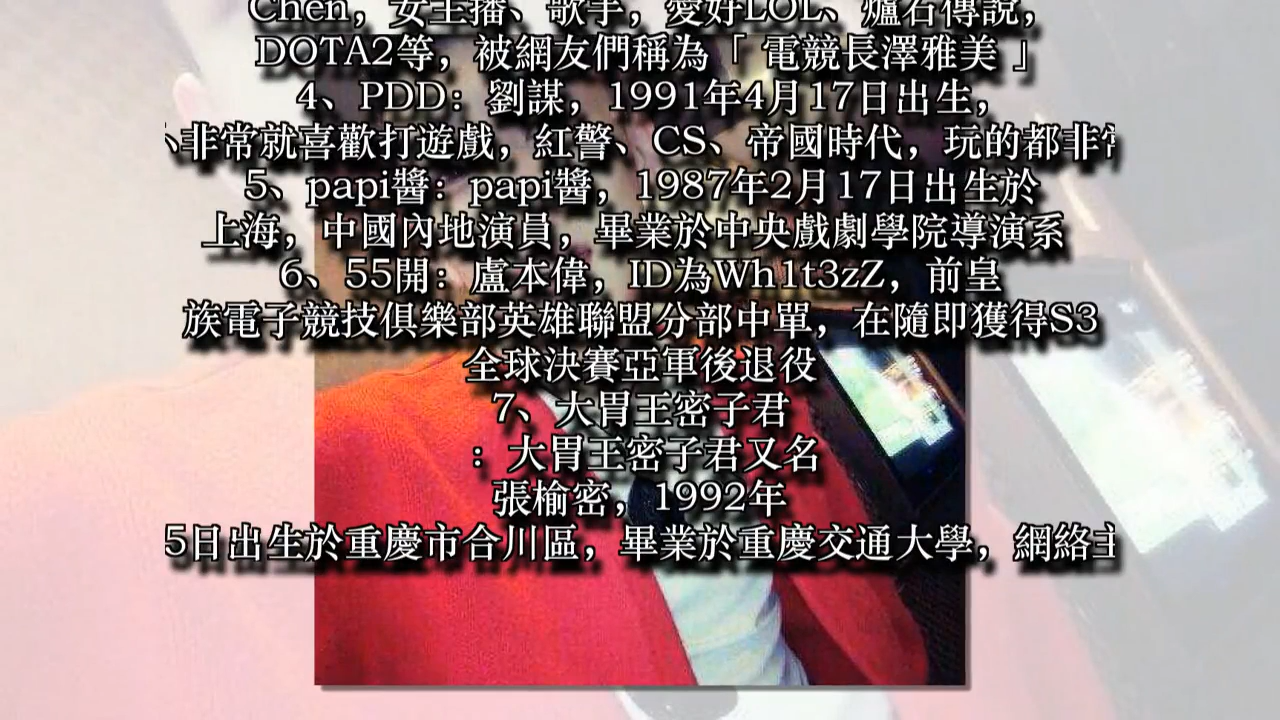 Chen，女主播、歌手，愛好LOL、爐石傳說，
DOTA2等，被網友們稱為「 電競長澤雅美 」
4、PDD：劉謀，1991年4月17日出生，
非常就喜歡打遊戲，紅警、CS、帝國時代，玩的都非常
5、papi醬：papi醬，1987年2月17日出生於
上海，中國內地演員，畢業於中央戲劇學院導演系
6、55開：盧本偉，ID為Wh1t3zZ，前皇
族電子競技俱樂部英雄聯盟分部中單，在隨即獲得S3
全球決賽亞軍後退役
7、大胃王密子君
：大胃王密子君又名
張榆密，1992年
5日出生於重慶市合川區，畢業於重慶交通大學，網絡主